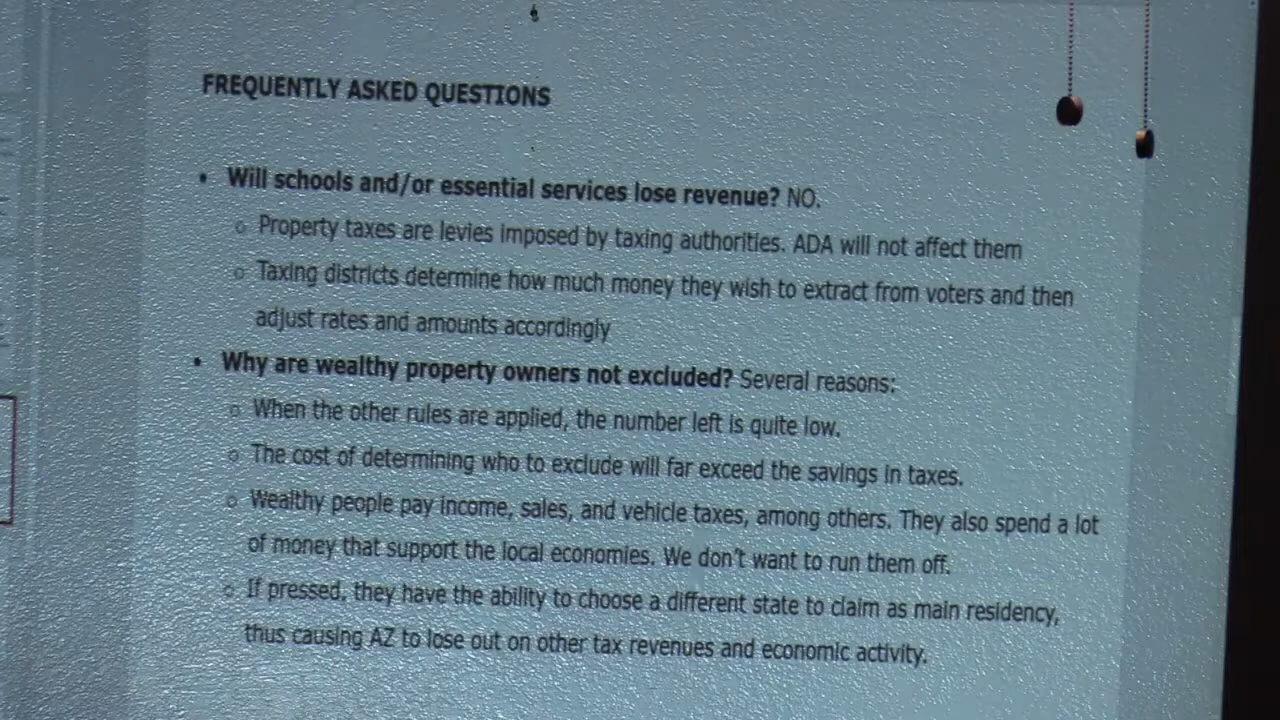 FREQUENTLY ASKED QUESTIONS
• Will schools and/or essential services lose revenue? NO.
o Property taxes are levies imposed by taxing authorities. ADA will not affect them
o Taxing districts determine how much money they wish to extract from voters and then
adjust rates and amounts accordingly
• Why are wealthy property owners not excluded? Several reasons:
o When the other rules are applied, the number left is quite low.
o The cost of determining who to exclude will far exceed the savings in taxes.
o Wealthy people pay income, sales, and vehicle taxes, among others. They also spend a lot
of money that support the local economies. We don't want to run them off.
o If pressed, they have the ability to choose a different state to claim as main residency,
thus causing AZ to lose out on other tax revenues and economic activity.